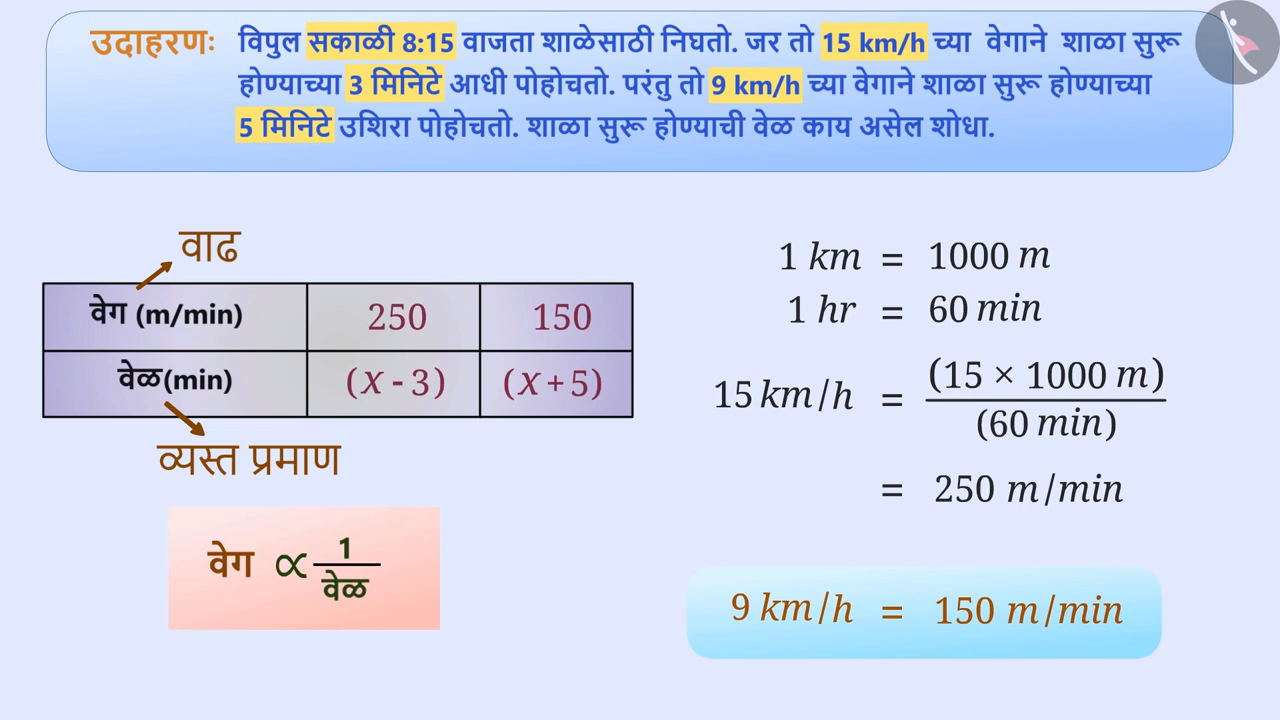 उदाहरणः विपुल सकाळी 8:15 वाजता शाळेसाठी निघतो. जर तो 15 km/h च्या वेगाने शाळा सुरू
होण्याच्या 3 मिनिटे आधी पोहोचतो. परंतु तो 9 km/h च्या वेगाने शाळा सुरू होण्याच्या
5 मिनिटे उशिरा पोहोचतो. शाळा सुरू होण्याची वेळ काय असेल शोधा.
वाढ
वेग (m/min) 250 150
वेळ(min) (x - 3) (x + 5)
व्यस्त प्रमाण
वेग ∝ 1/वेळ
1 km = 1000 m
1 hr = 60 min
15 km/h = (15 × 1000 m)/(60 min)
= 250 m/min
9 km/h = 150 m/min